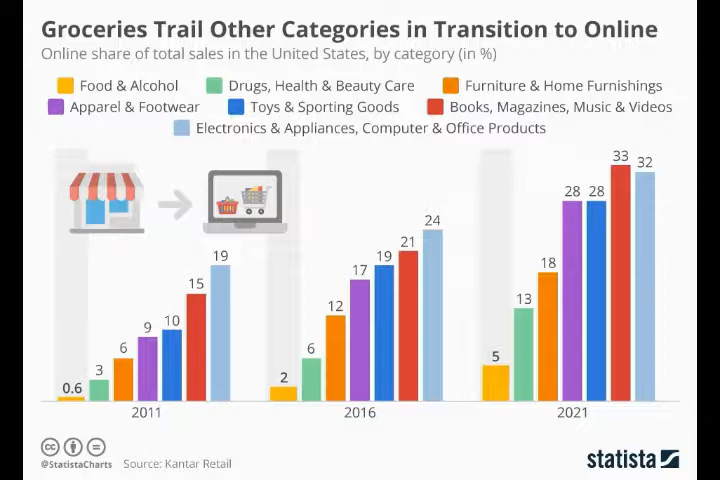 Groceries Trail Other Categories in Transition to Online
Online share of total sales in the United States, by category (in %)
Food & Alcohol Drugs, Health & Beauty Care Furniture & Home Furnishings
Apparel & Footwear Toys & Sporting Goods Books, Magazines, Music & Videos
Electronics & Appliances, Computer & Office Products
0.6 3 6 9 10 15 19
2 6 12 17 19 21 24
5 13 18 28 28 33 32
2011 2016 2021
@StatistaCharts Source: Kantar Retail
statista